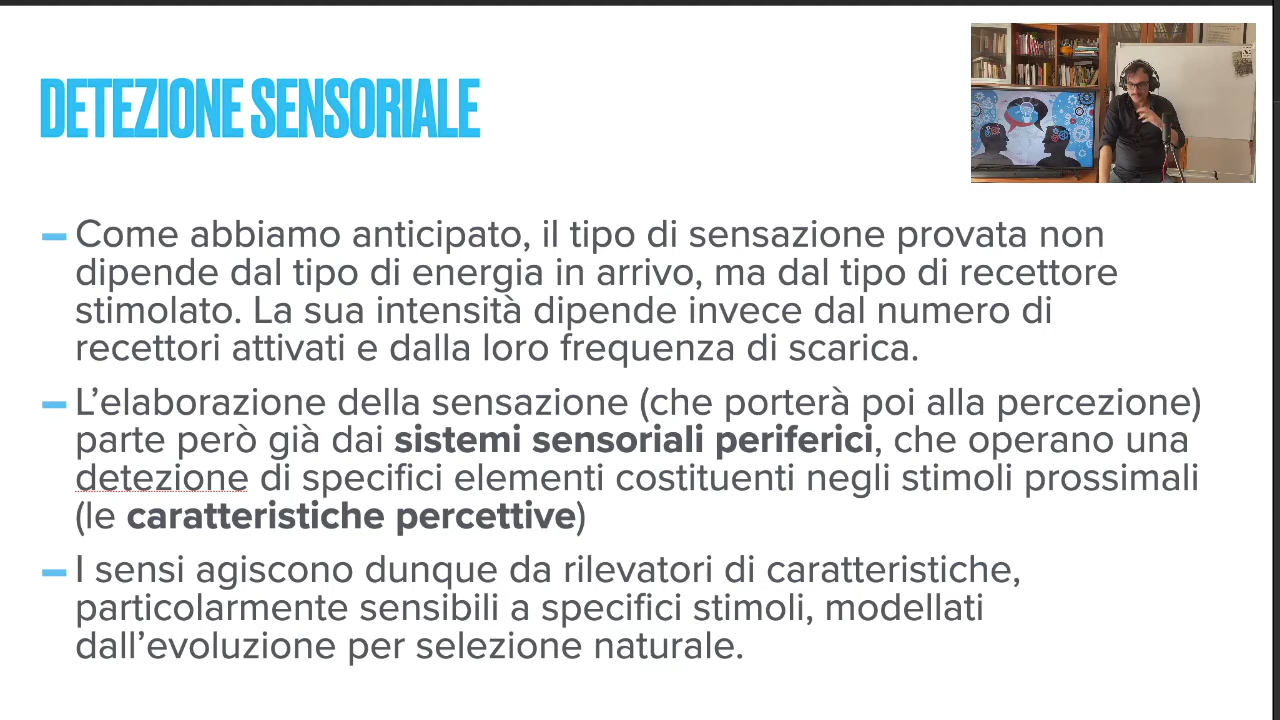 DETEZIONE SENSORIALE
Come abbiamo anticipato, il tipo di sensazione provata non
dipende dal tipo di energia in arrivo, ma dal tipo di recettore
stimolato. La sua intensità dipende invece dal numero di
recettori attivati e dalla loro frequenza di scarica.
L’elaborazione della sensazione (che porterà poi alla percezione)
parte però già dai sistemi sensoriali periferici, che operano una
detezione di specifici elementi costituenti negli stimoli prossimali
(le caratteristiche percettive)
I sensi agiscono dunque da rilevatori di caratteristiche,
particolarmente sensibili a specifici stimoli, modellati
dall’evoluzione per selezione naturale.